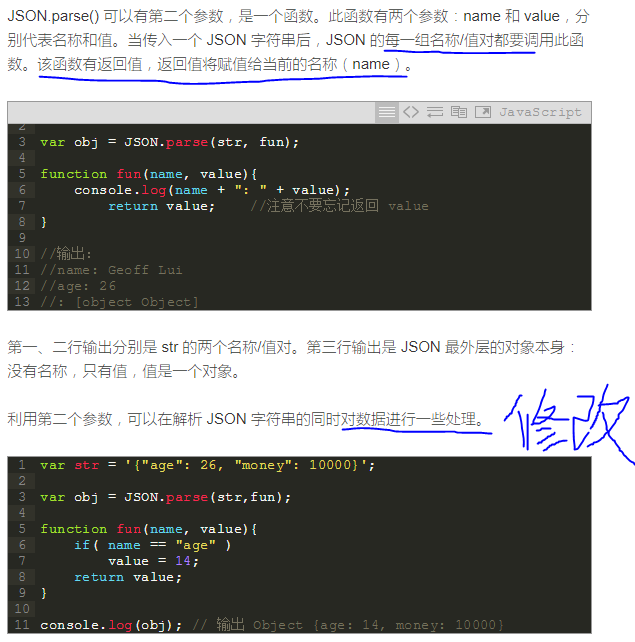 JSON.parse() 可以有第二个参数，是一个函数。此函数有两个参数：name 和 value，分
别代表名称和值。当传入一个 JSON 字符串后，JSON 的每一组名称/值对都要调用此函
数。该函数有返回值，返回值将赋值给当前的名称（name）。
JavaScript
2
3 var obj = JSON.parse(str, fun);
4
5 function fun(name, value){
6 console.log(name + ": " + value);
7 return value; //注意不要忘记返回 value
8 }
9
10 //输出：
11 //name: Geoff Lui
12 //age: 26
13 //: [object Object]
第一、二行输出分别是 str 的两个名称/值对。第三行输出是 JSON 最外层的对象本身：
没有名称，只有值，值是一个对象。
利用第二个参数，可以在解析 JSON 字符串的同时对数据进行一些处理。
修改
1 var str = '{"age": 26, "money": 10000}';
2
3 var obj = JSON.parse(str,fun);
4
5 function fun(name, value){
6 if( name == "age" )
7 value = 14;
8 return value;
9 }
10
11 console.log(obj); // 输出 Object {age: 14, money: 10000}